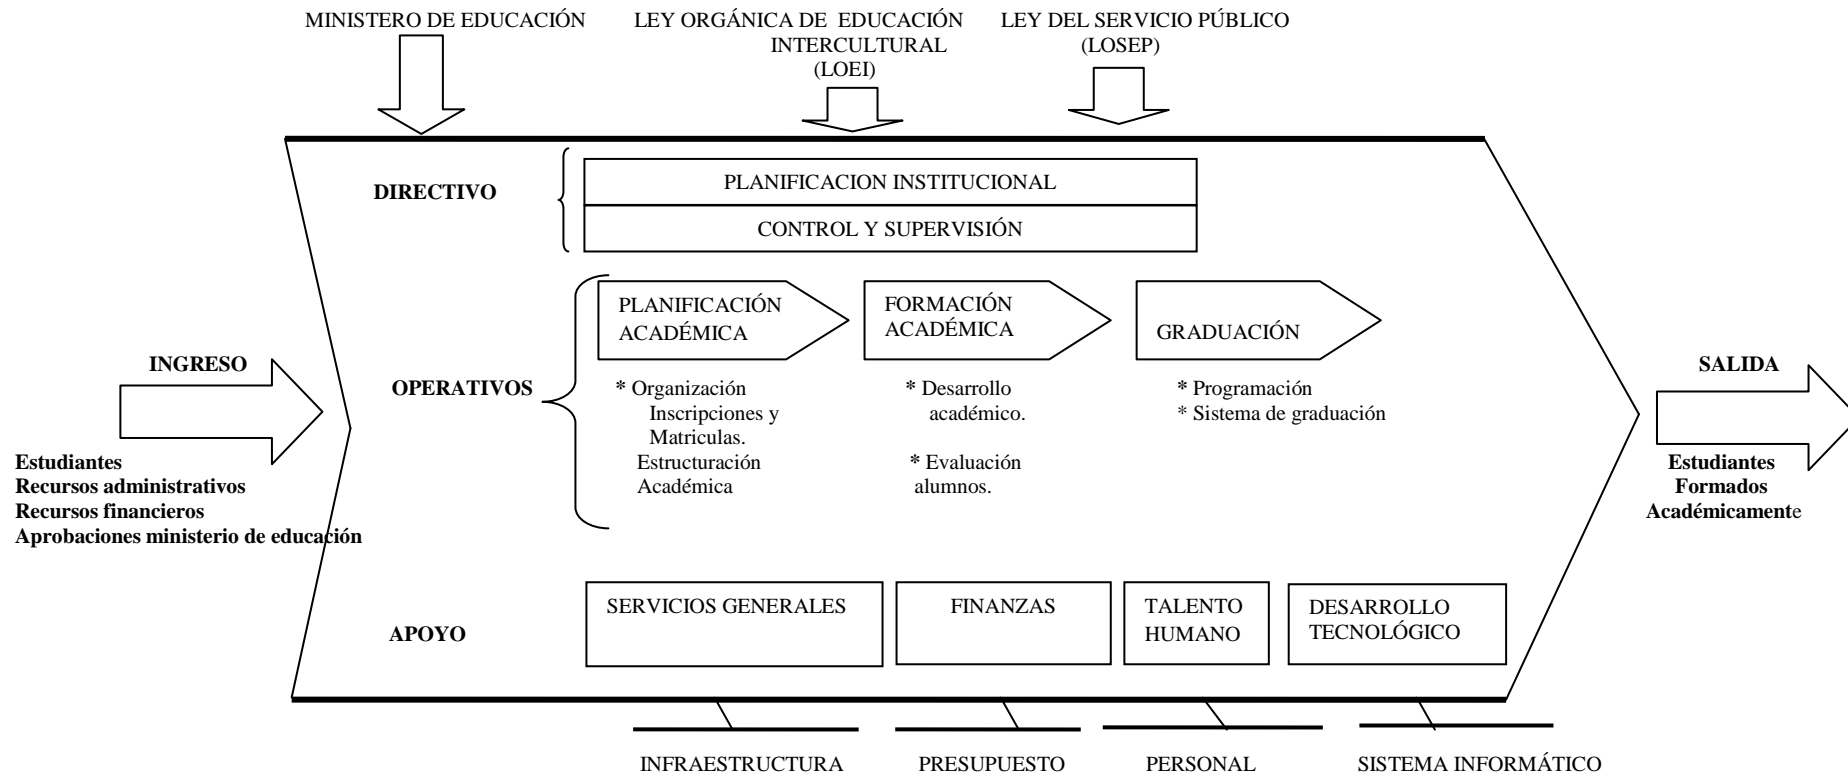 MINISTERO DE EDUCACIÓN
LEY ORGÁNICA DE EDUCACIÓN
INTERCULTURAL
(LOEI)
LEY DEL SERVICIO PÚBLICO
(LOSEP)
DIRECTIVO
PLANIFICACION INSTITUCIONAL
CONTROL Y SUPERVISIÓN
INGRESO
Estudiantes
Recursos administrativos
Recursos financieros
Aprobaciones ministerio de educación
OPERATIVOS
PLANIFICACIÓN
ACADÉMICA
* Organización
Inscripciones y
Matriculas.
Estructuración
Académica
FORMACIÓN
ACADÉMICA
* Desarrollo
académico.
* Evaluación
alumnos.
GRADUACIÓN
* Programación
* Sistema de graduación
SALIDA
Estudiantes
Formados
Académicamente
APOYO
SERVICIOS GENERALES
FINANZAS
TALENTO
HUMANO
DESARROLLO
TECNOLÓGICO
INFRAESTRUCTURA
PRESUPUESTO
PERSONAL
SISTEMA INFORMÁTICO